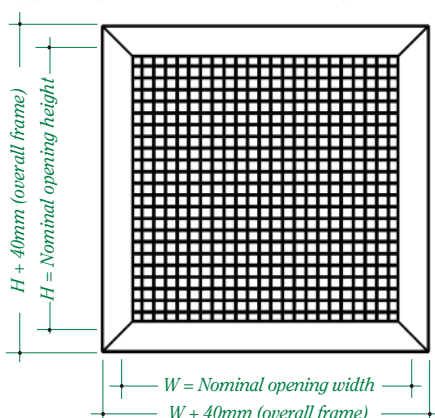 H + 40mm (overall frame)
H = Nominal opening height
W = Nominal opening width
W + 40mm (overall frame)